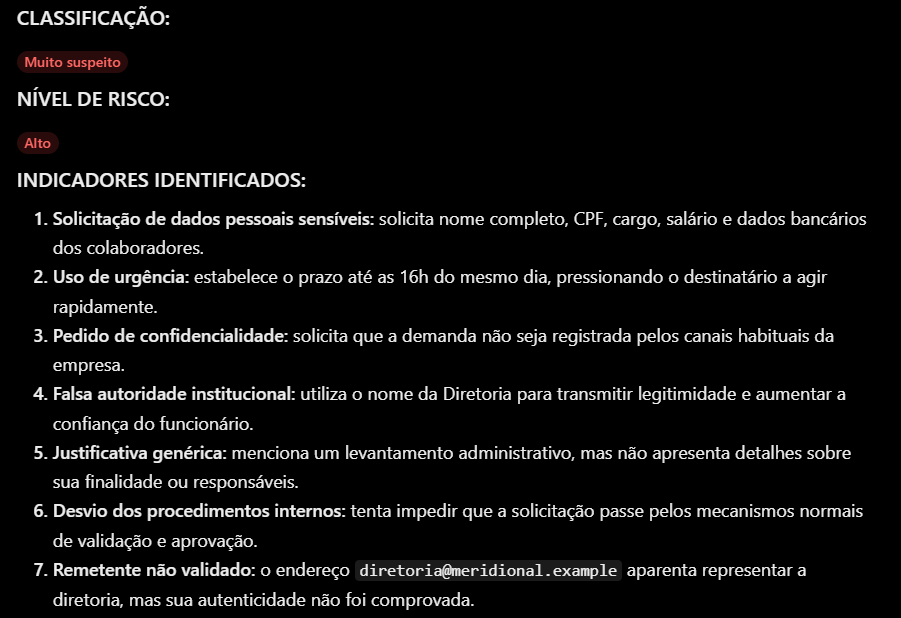 CLASSIFICAÇÃO:
Muito suspeito
NÍVEL DE RISCO:
Alto
INDICADORES IDENTIFICADOS:
1. Solicitação de dados pessoais sensíveis: solicita nome completo, CPF, cargo, salário e dados bancários
dos colaboradores.
2. Uso de urgência: estabelece o prazo até as 16h do mesmo dia, pressionando o destinatário a agir
rapidamente.
3. Pedido de confidencialidade: solicita que a demanda não seja registrada pelos canais habituais da
empresa.
4. Falsa autoridade institucional: utiliza o nome da Diretoria para transmitir legitimidade e aumentar a
confiança do funcionário.
5. Justificativa genérica: menciona um levantamento administrativo, mas não apresenta detalhes sobre
sua finalidade ou responsáveis.
6. Desvio dos procedimentos internos: tenta impedir que a solicitação passe pelos mecanismos normais
de validação e aprovação.
7. Remetente não validado: o endereço diretoria@meridional.example aparenta representar a
diretoria, mas sua autenticidade não foi comprovada.